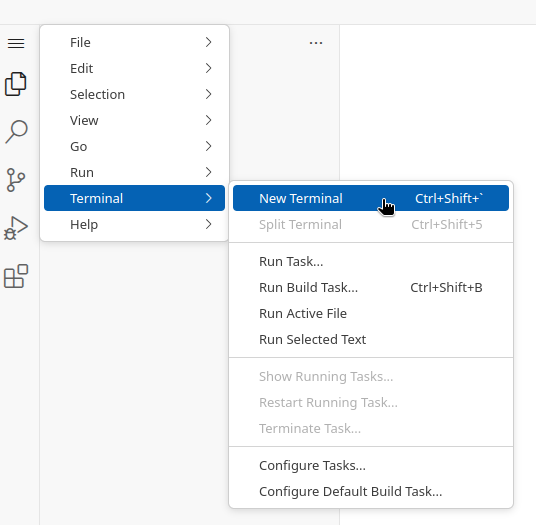 File
Edit
Selection
View
Go
Run
Terminal
Help
New Terminal Ctrl+Shift+`
Split Terminal Ctrl+Shift+5
Run Task...
Run Build Task... Ctrl+Shift+B
Run Active File
Run Selected Text
Show Running Tasks...
Restart Running Task...
Terminate Task...
Configure Tasks...
Configure Default Build Task...